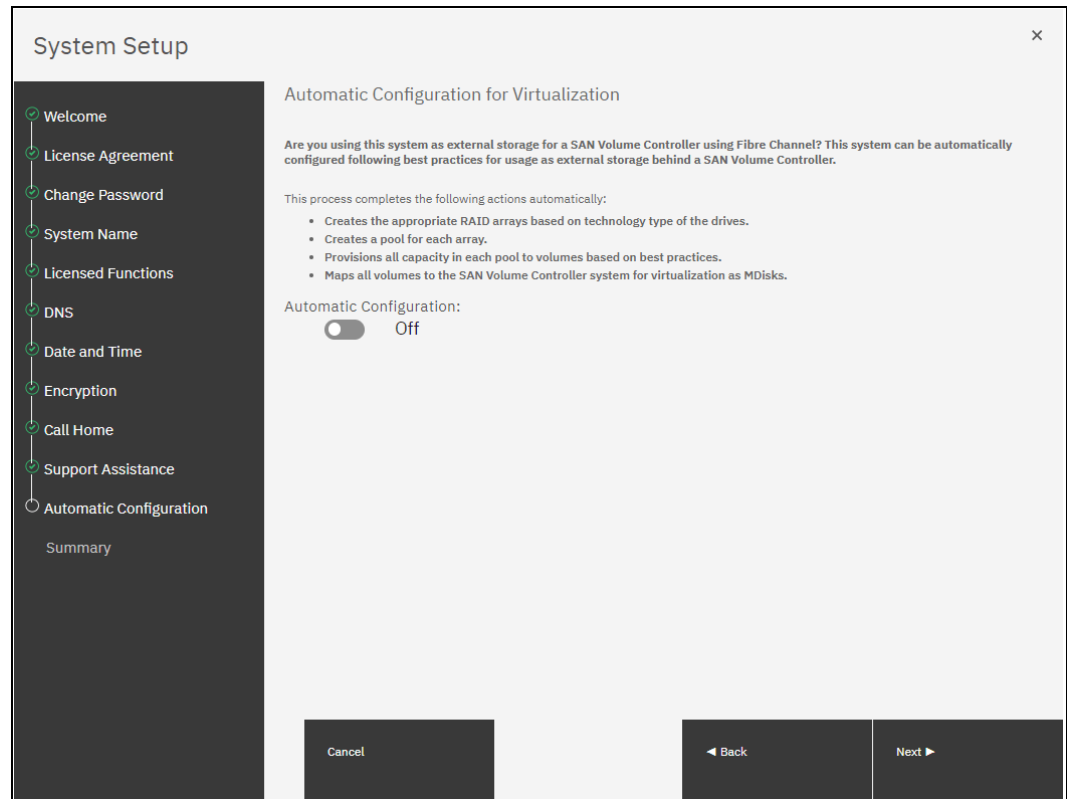 System Setup
×
Welcome
License Agreement
Change Password
System Name
Licensed Functions
DNS
Date and Time
Encryption
Call Home
Support Assistance
Automatic Configuration
Summary
Automatic Configuration for Virtualization
Are you using this system as external storage for a SAN Volume Controller using Fibre Channel? This system can be automatically
configured following best practices for usage as external storage behind a SAN Volume Controller.
This process completes the following actions automatically:
• Creates the appropriate RAID arrays based on technology type of the drives.
• Creates a pool for each array.
• Provisions all capacity in each pool to volumes based on best practices.
• Maps all volumes to the SAN Volume Controller system for virtualization as MDisks.
Automatic Configuration:
Off
Cancel
◄ Back
Next ►